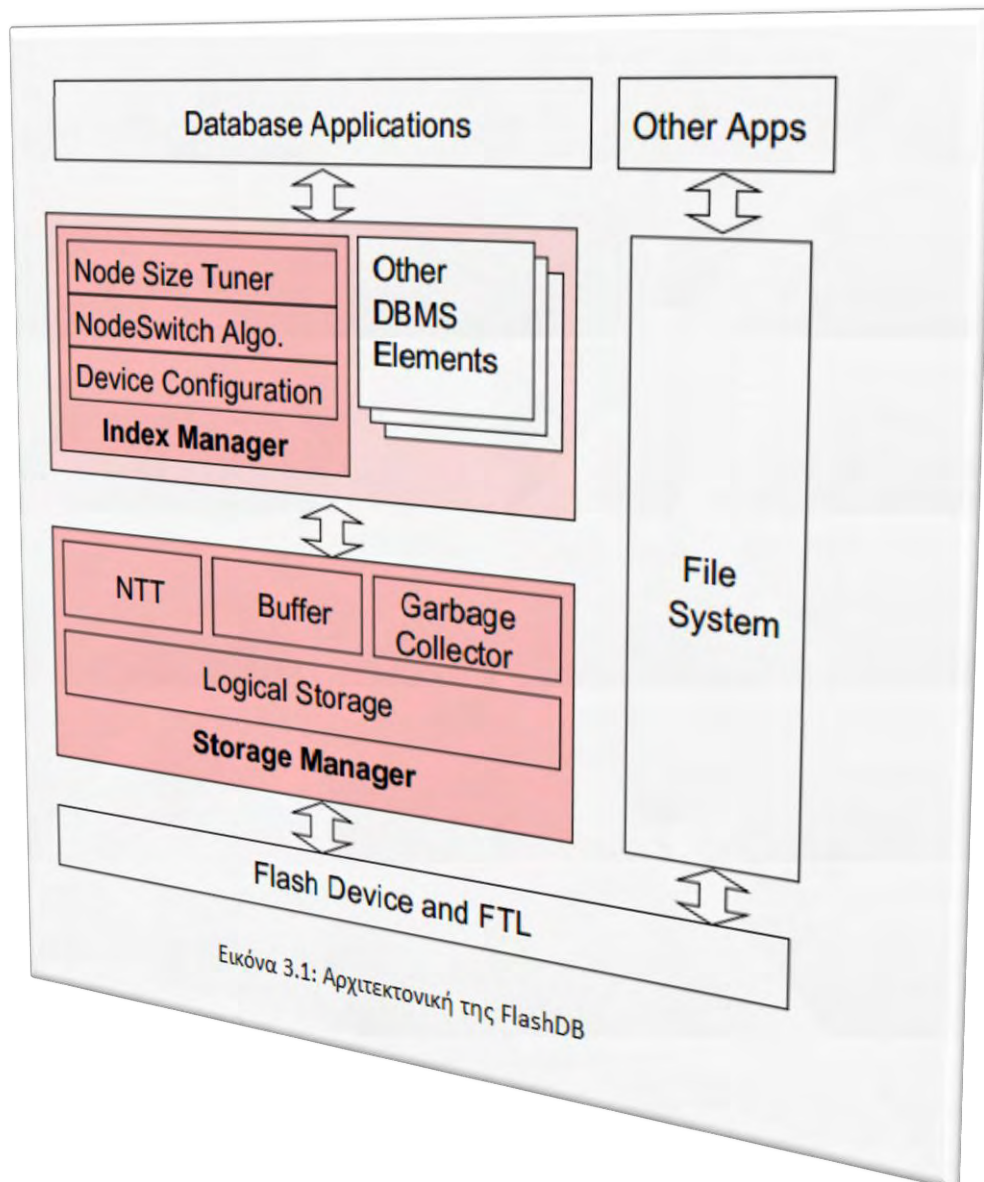 Database Applications
Other Apps
Node Size Tuner
NodeSwitch Algo.
Device Configuration
Index Manager
Other
DBMS
Elements
NTT
Buffer
Garbage
Collector
Logical Storage
Storage Manager
File
System
Flash Device and FTL
Εικόνα 3.1: Αρχιτεκτονική της FlashDB